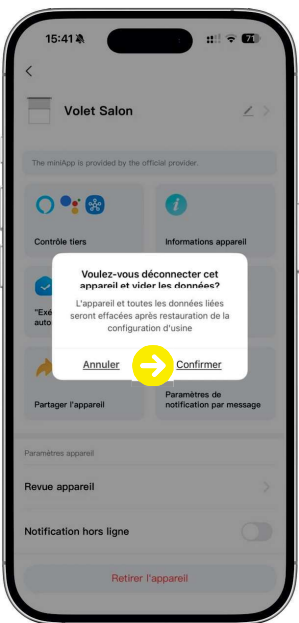 15:41
71
Volet Salon
The miniApp is provided by the official provider.
Contrôle tiers
Informations appareil
Voulez-vous déconnecter cet
appareil et vider les données?
L'appareil et toutes les données liées
seront effacées après restauration de la
configuration d'usine
Annuler
Confirmer
"Exé
auto
Partager l'appareil
Paramètres de
notification par message
Paramètres appareil
Revue appareil
Notification hors ligne
Retirer l'appareil